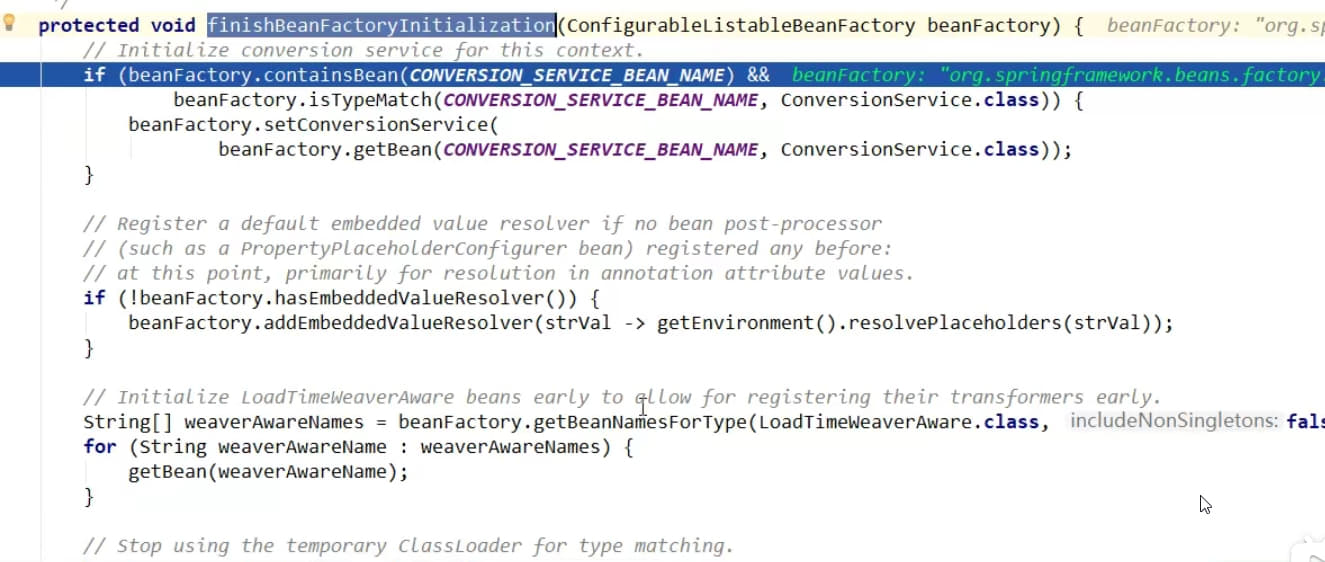 */
protected void finishBeanFactoryInitialization(ConfigurableListableBeanFactory beanFactory) { beanFactory: "org.sp
// Initialize conversion service for this context.
if (beanFactory.containsBean(CONVERSION_SERVICE_BEAN_NAME) && beanFactory: "org.springframework.beans.factory.
beanFactory.isTypeMatch(CONVERSION_SERVICE_BEAN_NAME, ConversionService.class)) {
beanFactory.setConversionService(
beanFactory.getBean(CONVERSION_SERVICE_BEAN_NAME, ConversionService.class));
}
// Register a default embedded value resolver if no bean post-processor
// (such as a PropertyPlaceholderConfigurer bean) registered any before:
// at this point, primarily for resolution in annotation attribute values.
if (!beanFactory.hasEmbeddedValueResolver()) {
beanFactory.addEmbeddedValueResolver(strVal -> getEnvironment().resolvePlaceholders(strVal));
}
// Initialize LoadTimeWeaverAware beans early to allow for registering their transformers early.
String[] weaverAwareNames = beanFactory.getBeanNamesForType(LoadTimeWeaverAware.class, includeNonSingletons: fals
for (String weaverAwareName : weaverAwareNames) {
getBean(weaverAwareName);
}
// Stop using the temporary ClassLoader for type matching.